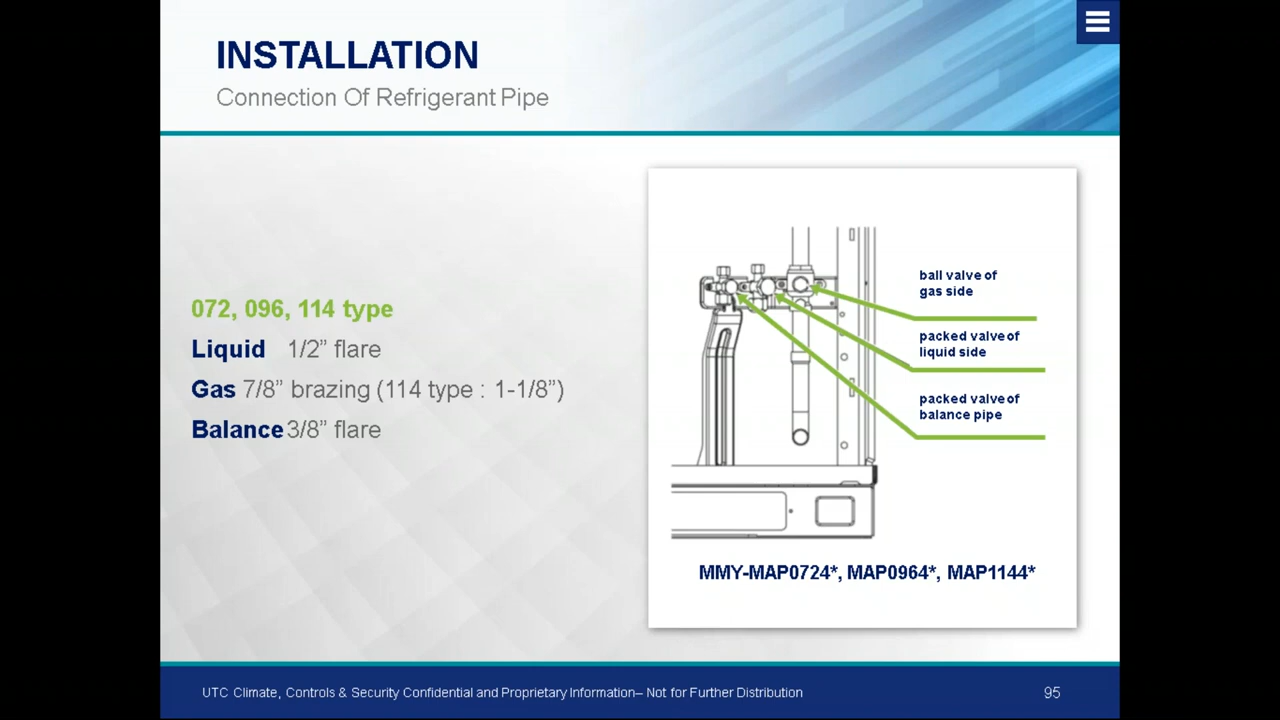 INSTALLATION
Connection Of Refrigerant Pipe
072, 096, 114 type
Liquid 1/2” flare
Gas 7/8” brazing (114 type : 1-1/8”)
Balance 3/8” flare
ball valve of
gas side
packed valve of
liquid side
packed valve of
balance pipe
MMY-MAP0724*, MAP0964*, MAP1144*
UTC Climate, Controls & Security Confidential and Proprietary Information– Not for Further Distribution
95